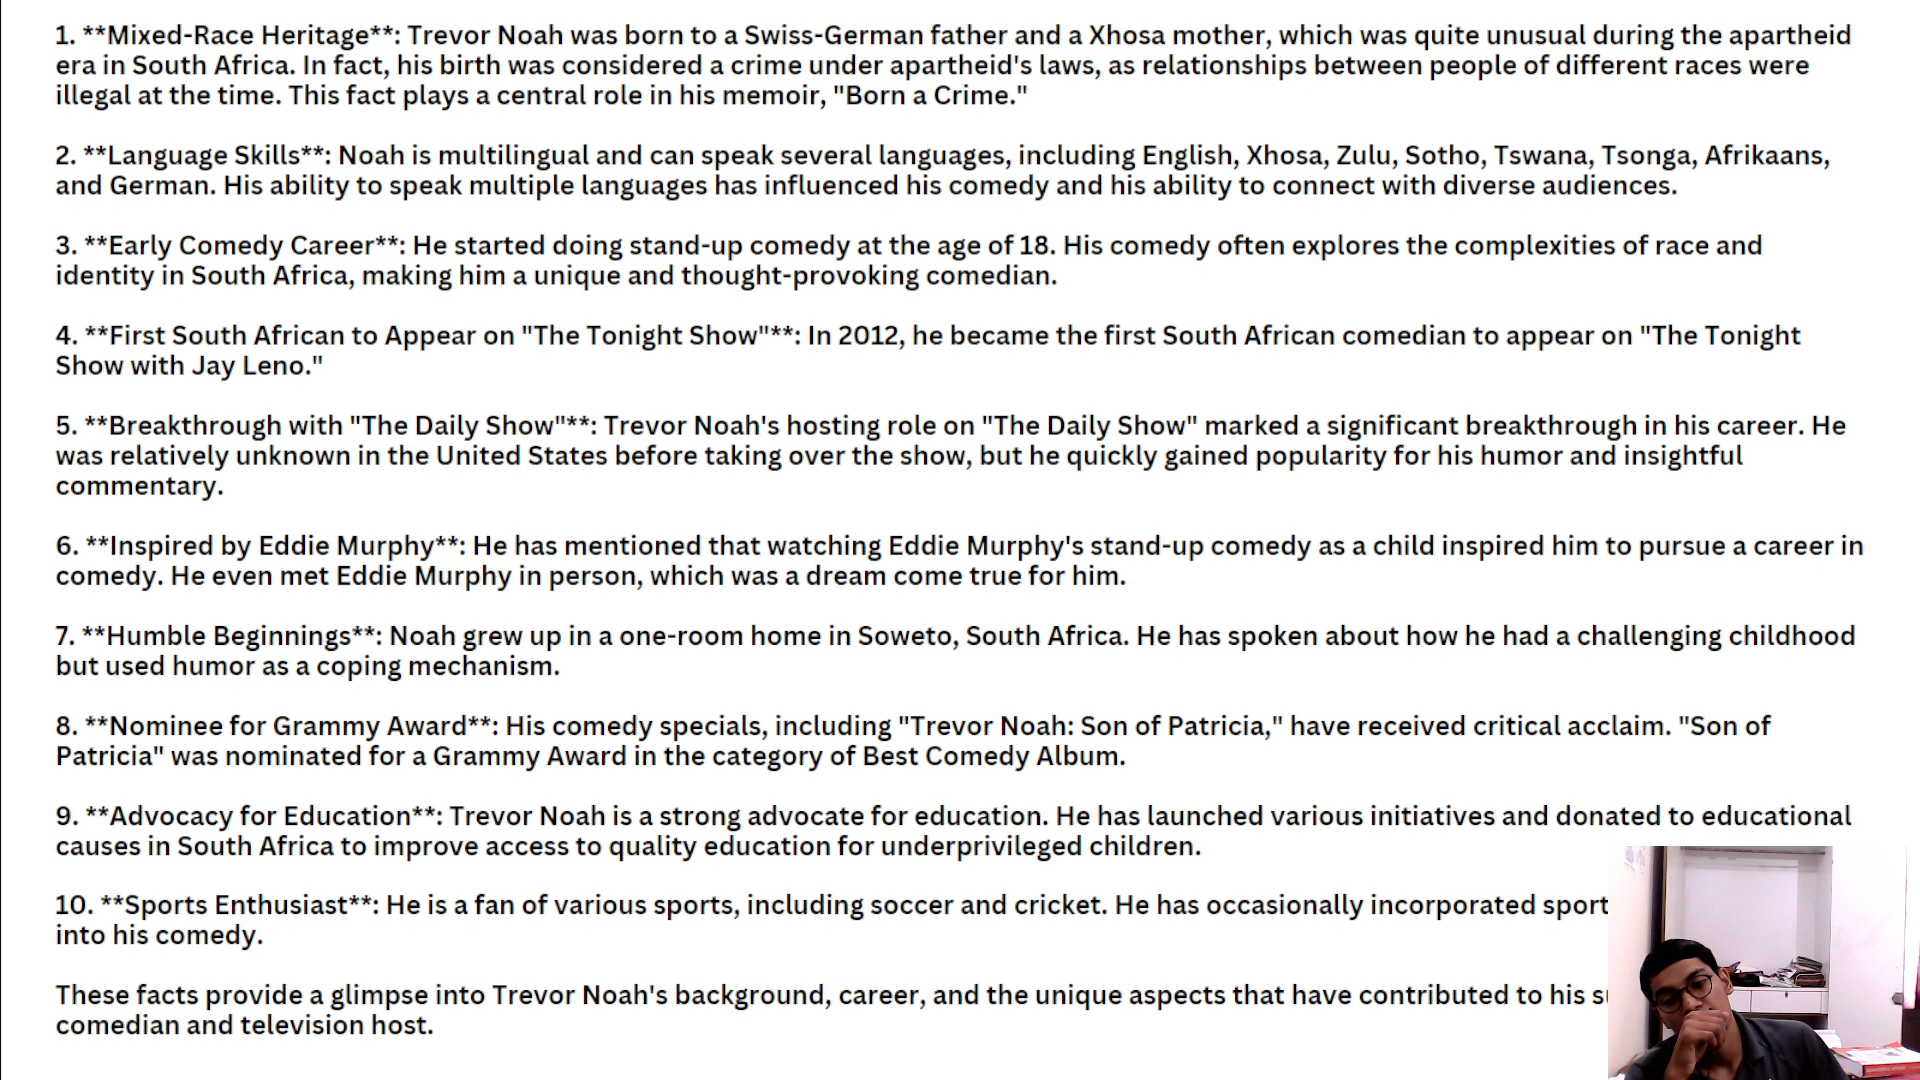 1. **Mixed-Race Heritage**: Trevor Noah was born to a Swiss-German father and a Xhosa mother, which was quite unusual during the apartheid
era in South Africa. In fact, his birth was considered a crime under apartheid's laws, as relationships between people of different races were
illegal at the time. This fact plays a central role in his memoir, "Born a Crime."
2. **Language Skills**: Noah is multilingual and can speak several languages, including English, Xhosa, Zulu, Sotho, Tswana, Tsonga, Afrikaans,
and German. His ability to speak multiple languages has influenced his comedy and his ability to connect with diverse audiences.
3. **Early Comedy Career**: He started doing stand-up comedy at the age of 18. His comedy often explores the complexities of race and
identity in South Africa, making him a unique and thought-provoking comedian.
4. **First South African to Appear on "The Tonight Show"**: In 2012, he became the first South African comedian to appear on "The Tonight
Show with Jay Leno."
5. **Breakthrough with "The Daily Show"**: Trevor Noah's hosting role on "The Daily Show" marked a significant breakthrough in his career. He
was relatively unknown in the United States before taking over the show, but he quickly gained popularity for his humor and insightful
commentary.
6. **Inspired by Eddie Murphy**: He has mentioned that watching Eddie Murphy's stand-up comedy as a child inspired him to pursue a career in
comedy. He even met Eddie Murphy in person, which was a dream come true for him.
7. **Humble Beginnings**: Noah grew up in a one-room home in Soweto, South Africa. He has spoken about how he had a challenging childhood
but used humor as a coping mechanism.
8. **Nominee for Grammy Award**: His comedy specials, including "Trevor Noah: Son of Patricia," have received critical acclaim. "Son of
Patricia" was nominated for a Grammy Award in the category of Best Comedy Album.
9. **Advocacy for Education**: Trevor Noah is a strong advocate for education. He has launched various initiatives and donated to educational
causes in South Africa to improve access to quality education for underprivileged children.
10. **Sports Enthusiast**: He is a fan of various sports, including soccer and cricket. He has occasionally incorporated sport
into his comedy.
These facts provide a glimpse into Trevor Noah's background, career, and the unique aspects that have contributed to his
comedian and television host.